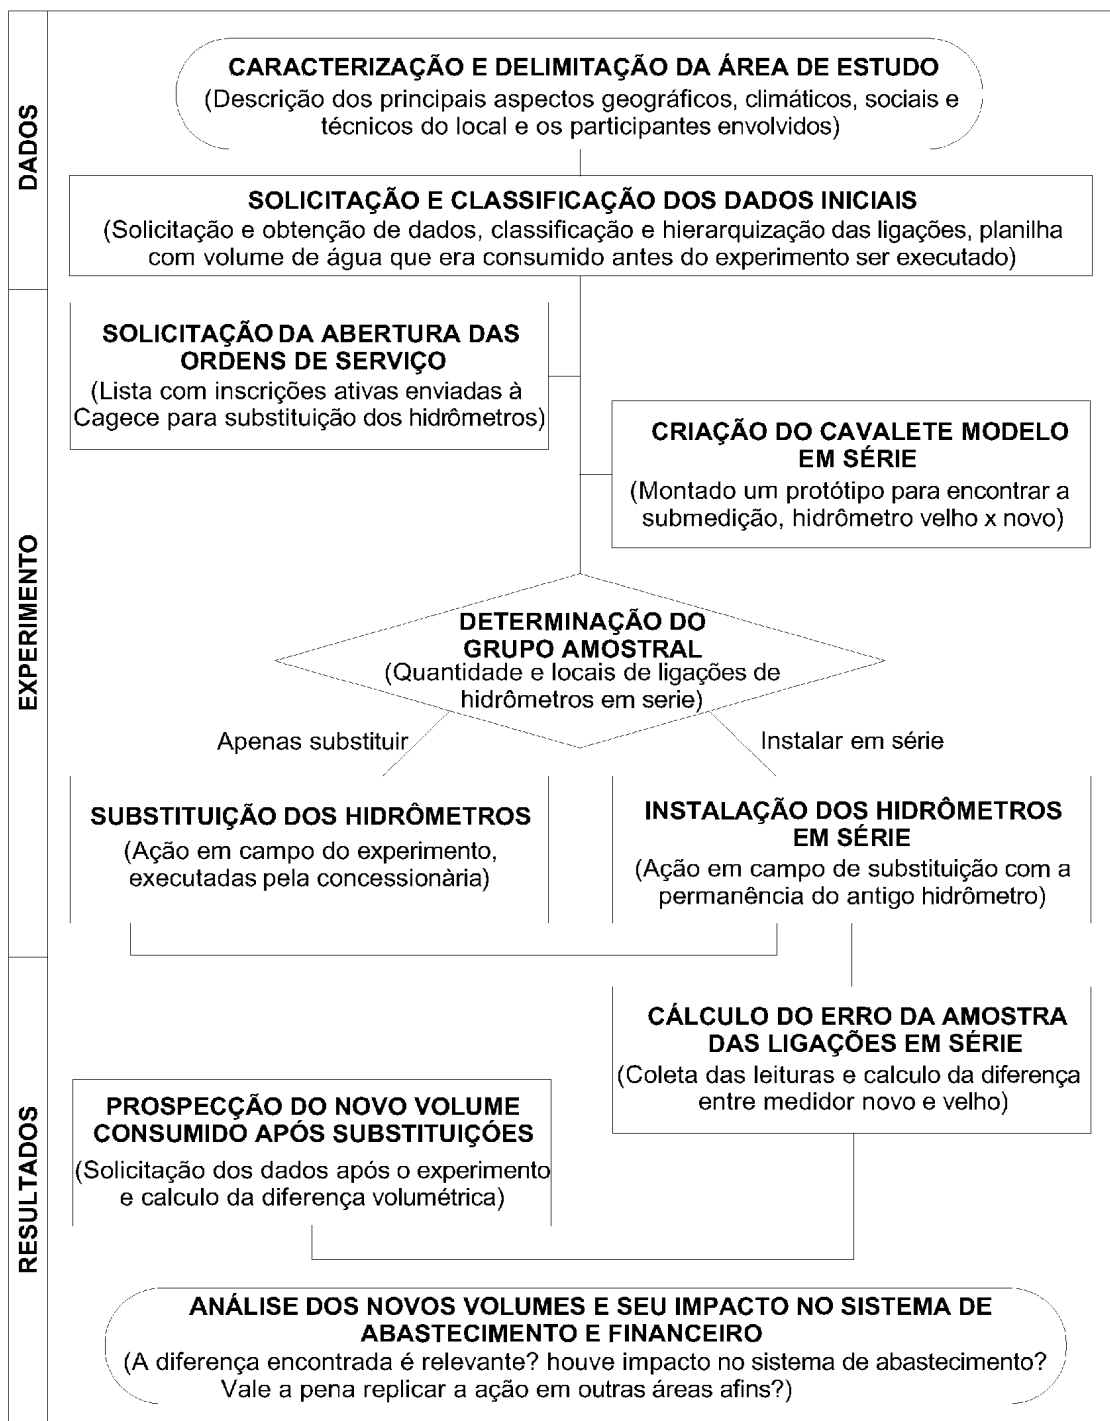 DADOS
CARACTERIZAÇÃO E DELIMITAÇÃO DA ÁREA DE ESTUDO
(Descrição dos principais aspectos geográficos, climáticos, sociais e
técnicos do local e os participantes envolvidos)
SOLICITAÇÃO E CLASSIFICAÇÃO DOS DADOS INICIAIS
(Solicitação e obtenção de dados, classificação e hierarquização das ligações, planilha
com volume de água que era consumido antes do experimento ser executado)
EXPERIMENTO
SOLICITAÇÃO DA ABERTURA DAS
ORDENS DE SERVIÇO
(Lista com inscrições ativas enviadas à
Cagece para substituição dos hidrômetros)
CRIAÇÃO DO CAVALETE MODELO
EM SÉRIE
(Montado um protótipo para encontrar a
submedição, hidrômetro velho x novo)
DETERMINAÇÃO DO
GRUPO AMOSTRAL
(Quantidade e locais de ligações de
hidrômetros em serie)
Apenas substituir
Instalar em série
SUBSTITUIÇÃO DOS HIDRÔMETROS
(Ação em campo do experimento,
executadas pela concessionària)
INSTALAÇÃO DOS HIDRÔMETROS
EM SÉRIE
(Ação em campo de substituição com a
permanência do antigo hidrômetro)
RESULTADOS
CÁLCULO DO ERRO DA AMOSTRA
DAS LIGAÇÕES EM SÉRIE
(Coleta das leituras e calculo da diferença
entre medidor novo e velho)
PROSPECÇÃO DO NOVO VOLUME
CONSUMIDO APÓS SUBSTITUIÇÓES
(Solicitação dos dados após o experimento
e calculo da diferença volumétrica)
ANÁLISE DOS NOVOS VOLUMES E SEU IMPACTO NO SISTEMA DE
ABASTECIMENTO E FINANCEIRO
(A diferença encontrada é relevante? houve impacto no sistema de abastecimento?
Vale a pena replicar a ação em outras áreas afins?)